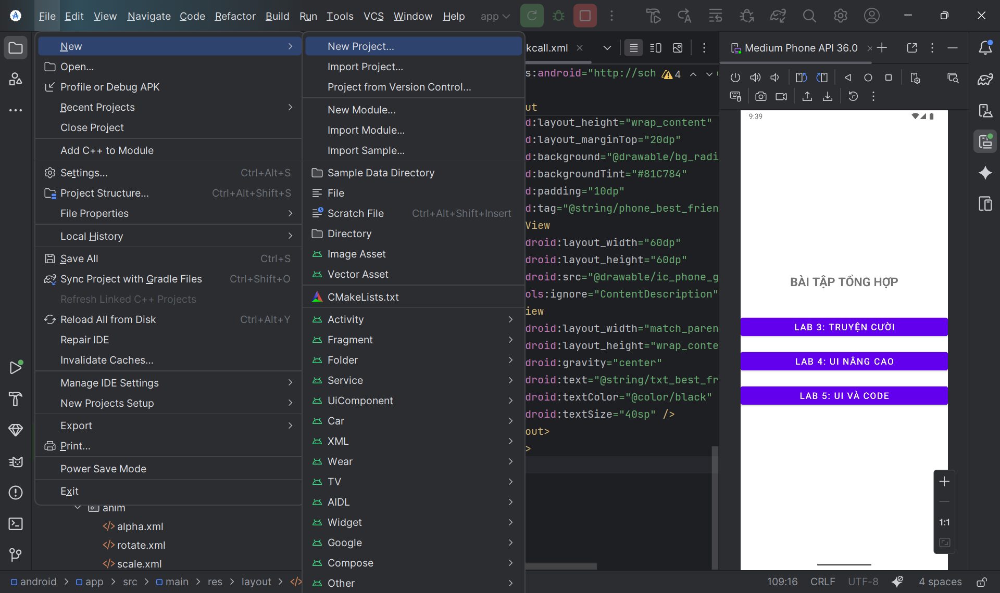 File Edit View Navigate Code Refactor Build Run Tools VCS Window Help app
New
Open...
Profile or Debug APK
Recent Projects
Close Project
Add C++ to Module
Settings... Ctrl+Alt+S
Project Structure... Ctrl+Alt+Shift+S
File Properties
Local History
Save All Ctrl+S
Sync Project with Gradle Files Ctrl+Shift+O
Refresh Linked C++ Projects
Reload All from Disk Ctrl+Alt+Y
Repair IDE
Invalidate Caches...
Manage IDE Settings
New Projects Setup
Export
Print...
Power Save Mode
Exit
anim
alpha.xml
rotate.xml
scale.xml
New Project...
Import Project...
Project from Version Control...
New Module...
Import Module...
Import Sample...
Sample Data Directory
File
Scratch File Ctrl+Alt+Shift+Insert
Directory
Image Asset
Vector Asset
CMakeLists.txt
Activity
Fragment
Folder
Service
UiComponent
Car
XML
Wear
TV
AIDL
Widget
Google
Compose
Other
kcall.xml
s:android="http://sch 4
ut
d:layout_height="wrap_content"
d:layout_marginTop="20dp"
d:background="@drawable/bg_radi
d:backgroundTint="#81C784"
d:padding="10dp"
d:tag="@string/phone_best_frien
View
droid:layout_width="60dp"
droid:layout_height="60dp"
droid:src="@drawable/ic_phone_g
ols:ignore="ContentDescription"
iew
droid:layout_width="match_paren
droid:layout_height="wrap_conte
droid:gravity="center"
droid:text="@string/txt_best_fr
droid:textColor="@color/black"
droid:textSize="40sp" />
out>
>
Medium Phone API 36.0
9:39
BÀI TẬP TỔNG HỢP
LAB 3: TRUYỆN CƯỜI
LAB 4: UI NÂNG CAO
LAB 5: UI VÀ CODE
1:1
android > app > src > main > res > layout >
109:16 CRLF UTF-8 4 spaces